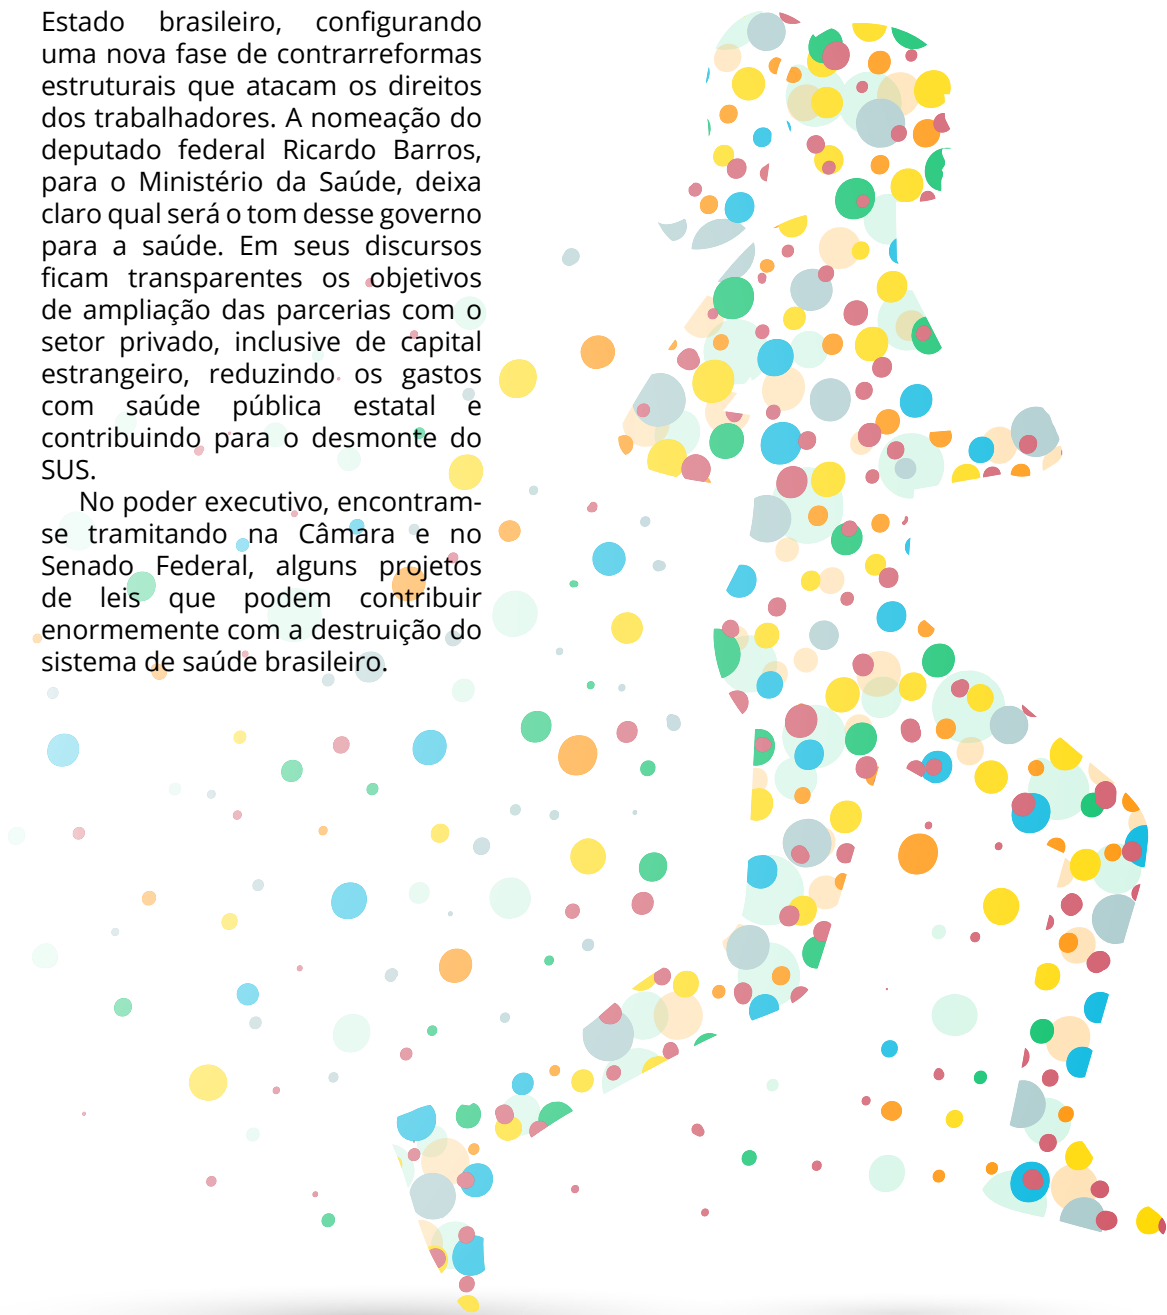 Estado brasileiro, configurando
uma nova fase de contrarreformas
estruturais que atacam os direitos
dos trabalhadores. A nomeação do
deputado federal Ricardo Barros,
para o Ministério da Saúde, deixa
claro qual será o tom desse governo
para a saúde. Em seus discursos
ficam transparentes os objetivos
de ampliação das parcerias com o
setor privado, inclusive de capital
estrangeiro, reduzindo os gastos
com saúde pública estatal e
contribuindo para o desmonte do
SUS.
No poder executivo, encontram-
se tramitando na Câmara e no
Senado Federal, alguns projetos
de leis que podem contribuir
enormemente com a destruição do
sistema de saúde brasileiro.